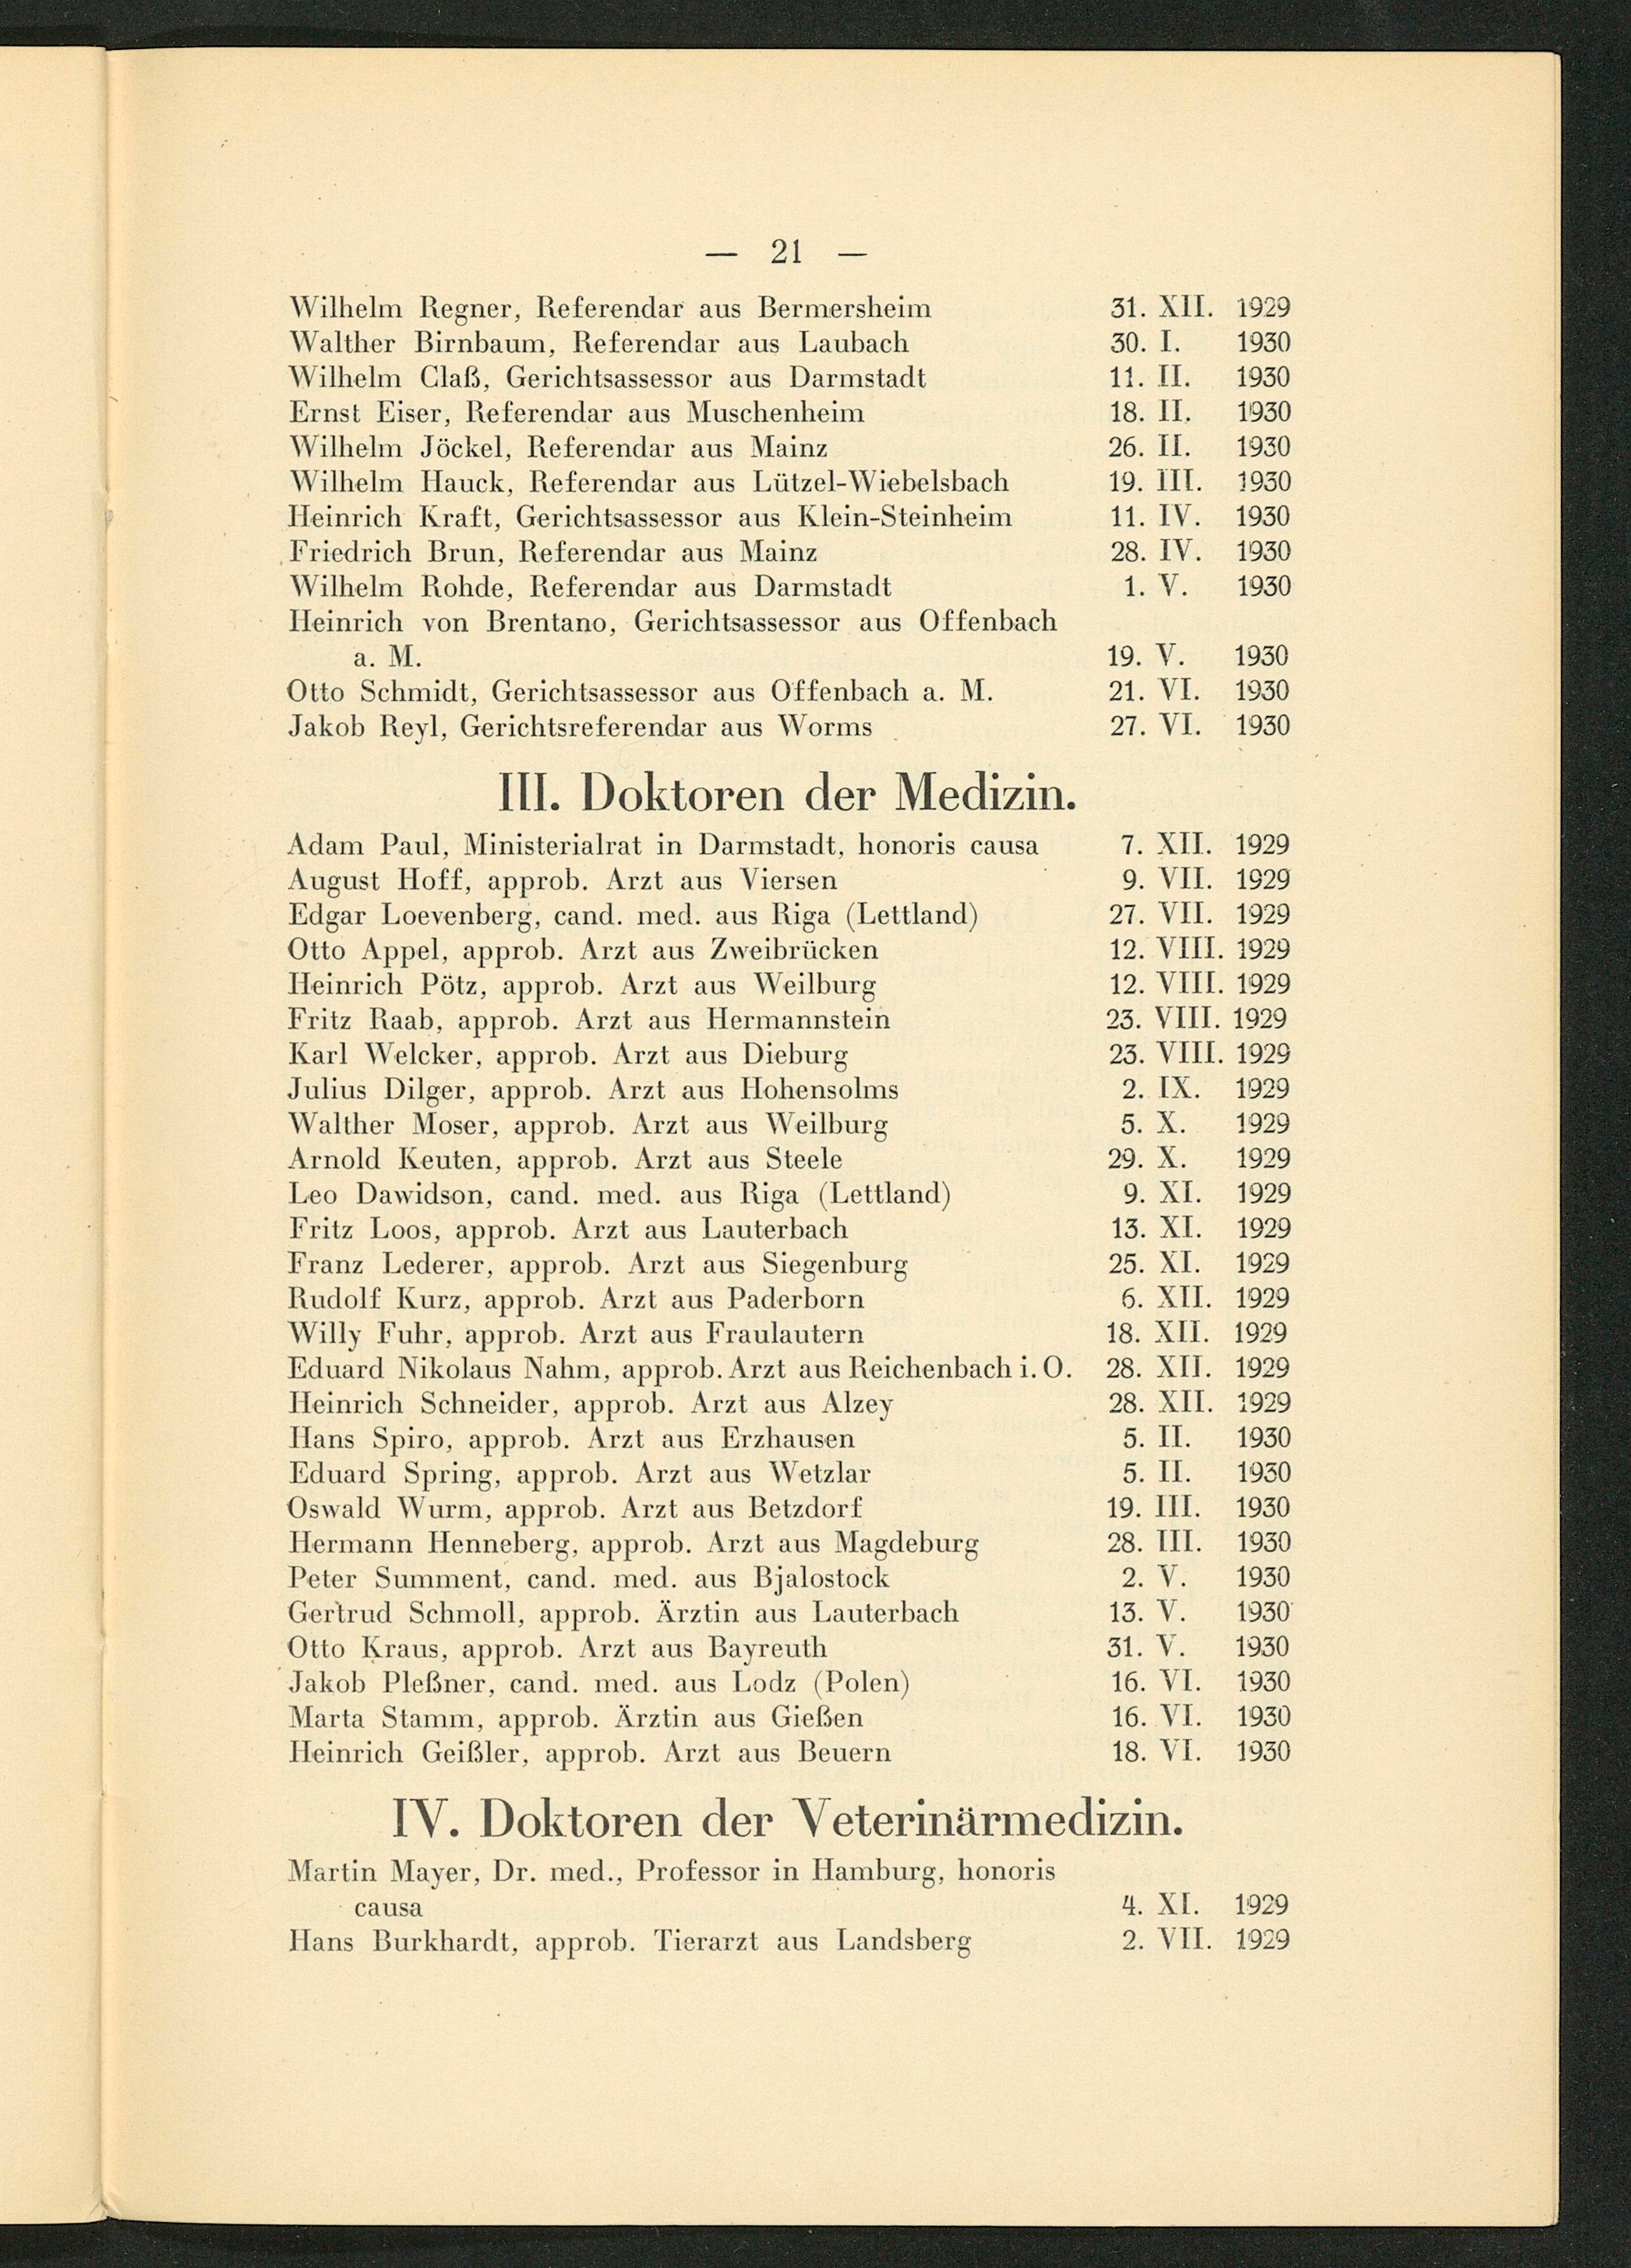 — 21 —
Wilhelm Regner, Referendar aus Bermersheim 31. XII. 1929
Walther Birnbaum, Referendar aus Laubach 30. I. 1930
Wilhelm Claß, Gerichtsassessor aus Darmstadt 11. II. 1930
Ernst Eiser, Referendar aus Muschenheim 18. II. 1930
Wilhelm Jöckel, Referendar aus Mainz 26. II. 1930
Wilhelm Hauck, Referendar aus Lützel-Wiebelsbach 19. III. 1930
Heinrich Kraft, Gerichtsassessor aus Klein-Steinheim 11. IV. 1930
Friedrich Brun, Referendar aus Mainz 28. IV. 1930
Wilhelm Rohde, Referendar aus Darmstadt 1. V. 1930
Heinrich von Brentano, Gerichtsassessor aus Offenbach
a. M. 19. V. 1930
Otto Schmidt, Gerichtsassessor aus Offenbach a. M. 21. VI. 1930
Jakob Reyl, Gerichtsreferendar aus Worms 27. VI. 1930
III. Doktoren der Medizin.
Adam Paul, Ministerialrat in Darmstadt, honoris causa 7. XII. 1929
August Hoff, approb. Arzt aus Viersen 9. VII. 1929
Edgar Loevenberg, cand. med. aus Riga (Lettland) 27. VII. 1929
Otto Appel, approb. Arzt aus Zweibrücken 12. VIII. 1929
Heinrich Pötz, approb. Arzt aus Weilburg 12. VIII. 1929
Fritz Raab, approb. Arzt aus Hermannstein 23. VIII. 1929
Karl Welcker, approb. Arzt aus Dieburg 23. VIII. 1929
Julius Dilger, approb. Arzt aus Hohensolms 2. IX. 1929
Walther Moser, approb. Arzt aus Weilburg 5. X. 1929
Arnold Keuten, approb. Arzt aus Steele 29. X. 1929
Leo Dawidson, cand. med. aus Riga (Lettland) 9. XI. 1929
Fritz Loos, approb. Arzt aus Lauterbach 13. XI. 1929
Franz Lederer, approb. Arzt aus Siegenburg 25. XI. 1929
Rudolf Kurz, approb. Arzt aus Paderborn 6. XII. 1929
Willy Fuhr, approb. Arzt aus Fraulautern 18. XII. 1929
Eduard Nikolaus Nahm, approb. Arzt aus Reichenbach i. O. 28. XII. 1929
Heinrich Schneider, approb. Arzt aus Alzey 28. XII. 1929
Hans Spiro, approb. Arzt aus Erzhausen 5. II. 1930
Eduard Spring, approb. Arzt aus Wetzlar 5. II. 1930
Oswald Wurm, approb. Arzt aus Betzdorf 19. III. 1930
Hermann Henneberg, approb. Arzt aus Magdeburg 28. III. 1930
Peter Summent, cand. med. aus Bjalostock 2. V. 1930
Gertrud Schmoll, approb. Ärztin aus Lauterbach 13. V. 1930
Otto Kraus, approb. Arzt aus Bayreuth 31. V. 1930
Jakob Pleßner, cand. med. aus Lodz (Polen) 16. VI. 1930
Marta Stamm, approb. Ärztin aus Gießen 16. VI. 1930
Heinrich Geißler, approb. Arzt aus Beuern 18. VI. 1930
IV. Doktoren der Veterinärmedizin.
Martin Mayer, Dr. med., Professor in Hamburg, honoris
causa 4. XI. 1929
Hans Burkhardt, approb. Tierarzt aus Landsberg 2. VII. 1929